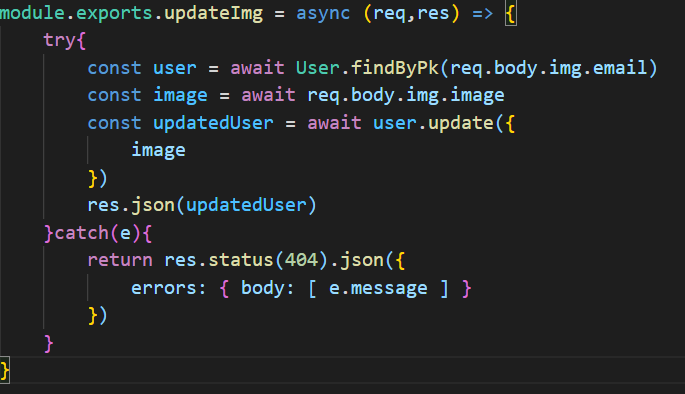 module.exports.updateImg = async (req,res) => {
    try{
        const user = await User.findByPk(req.body.img.email)
        const image = await req.body.img.image
        const updatedUser = await user.update({
            image
        })
        res.json(updatedUser)
    }catch(e){
        return res.status(404).json({
            errors: { body: [ e.message ] }
        })
    }
}